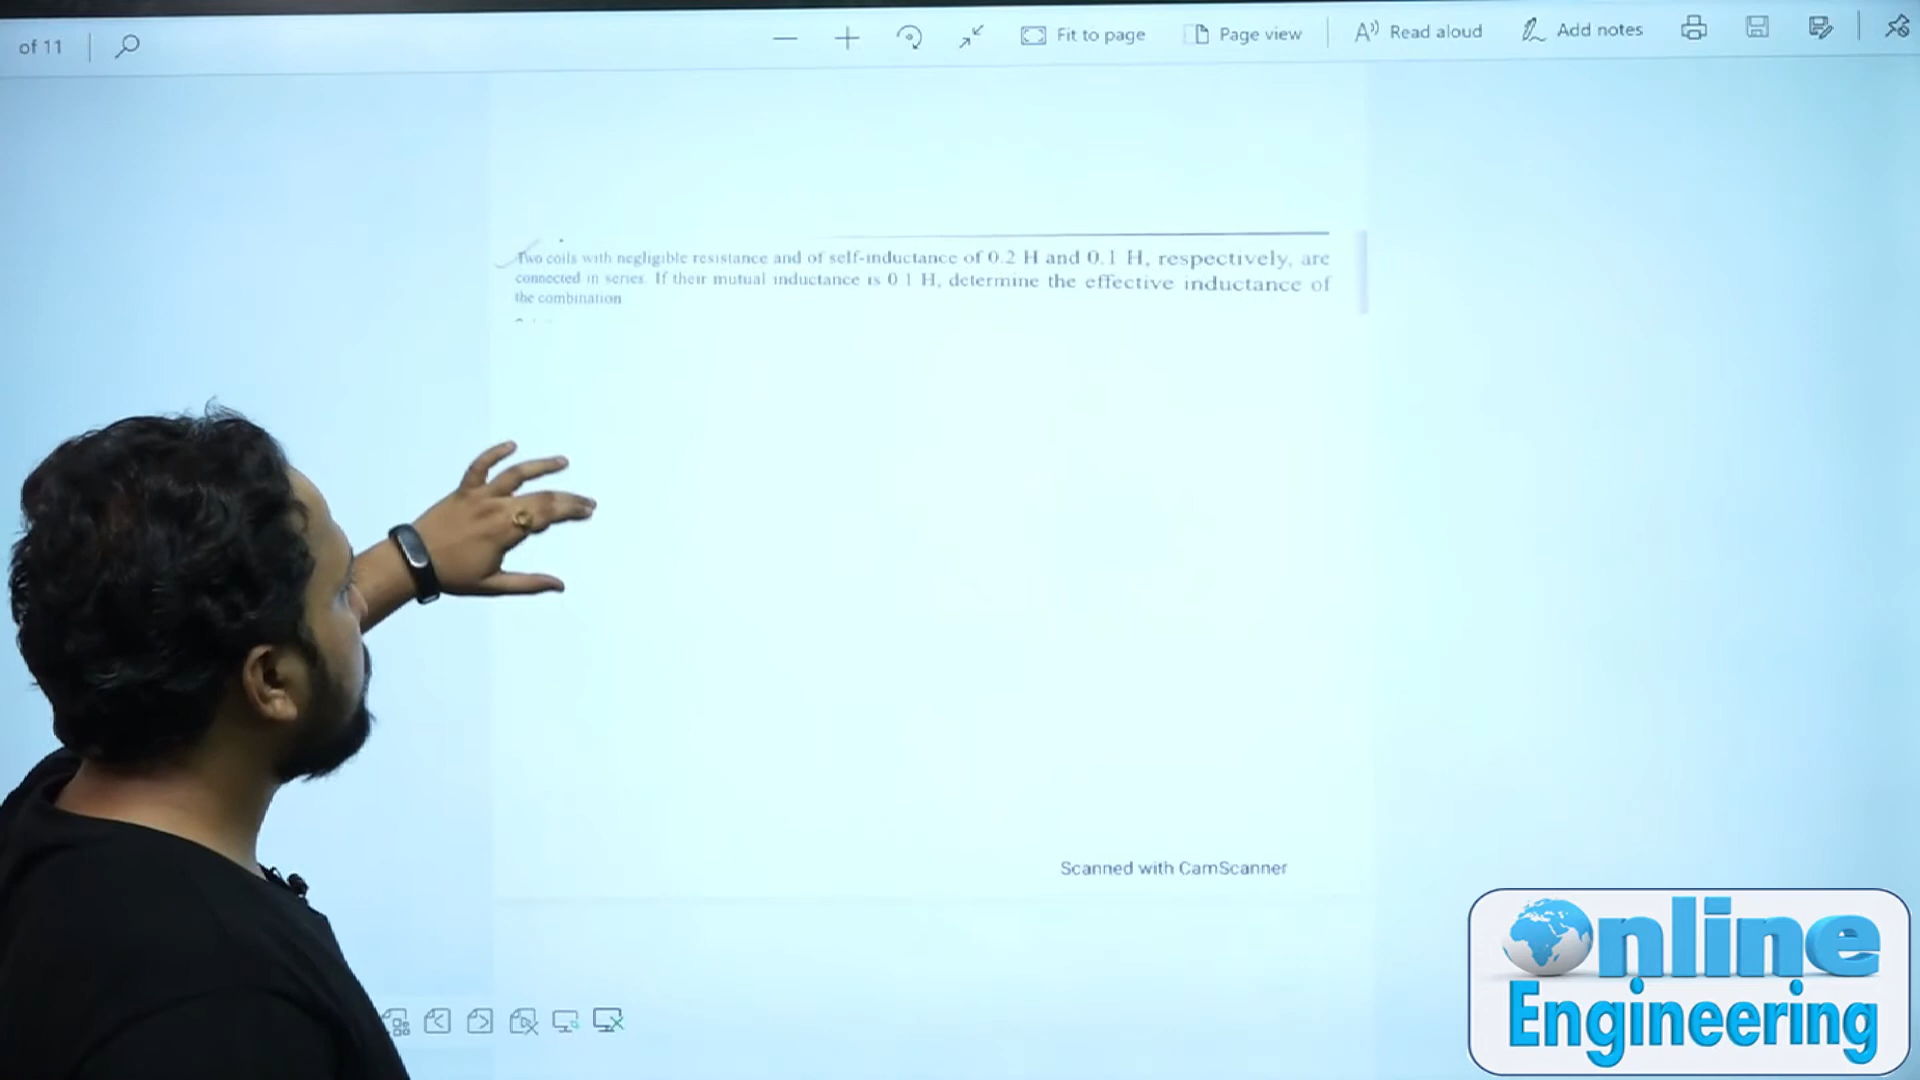 of 11
Fit to page
Page view
Read aloud
Add notes
Two coils with negligible resistance and of self-inductance of 0.2 H and 0.1 H, respectively, are
connected in series. If their mutual inductance is 0 1 H, determine the effective inductance of
the combination
Scanned with CamScanner
Online
Engineering